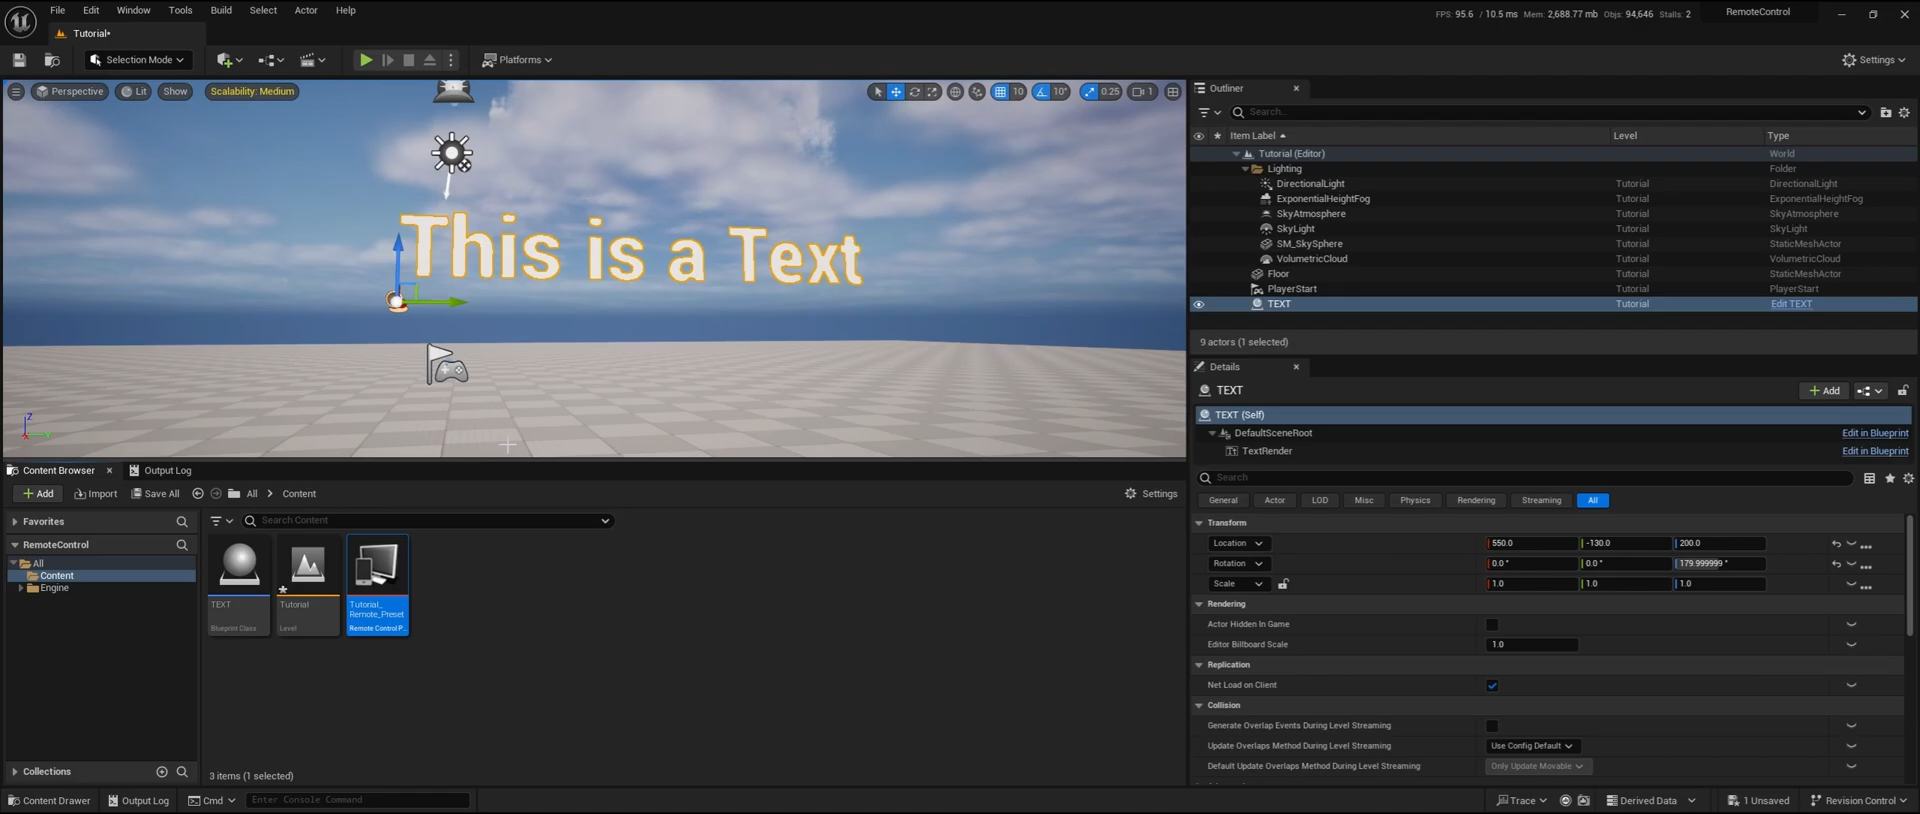 File Edit Window Tools Build Select Actor Help
FPS: 95.6 / 10.5 ms Mem: 2,688.77 mb Objs: 94,646 Stalls: 2
RemoteControl
Tutorial*
Selection Mode
Platforms
Settings
Perspective Lit Show Scalability: Medium
10 10° 0.25 1
This is a Text
Z
Y
Outliner
Search...
Item Label Level Type
Tutorial (Editor) World
Lighting Folder
DirectionalLight Tutorial DirectionalLight
ExponentialHeightFog Tutorial ExponentialHeightFog
SkyAtmosphere Tutorial SkyAtmosphere
SkyLight Tutorial SkyLight
SM_SkySphere Tutorial StaticMeshActor
VolumetricCloud Tutorial VolumetricCloud
Floor Tutorial StaticMeshActor
PlayerStart Tutorial PlayerStart
TEXT Tutorial Edit TEXT
9 actors (1 selected)
Details
TEXT
Add
TEXT (Self)
DefaultSceneRoot Edit in Blueprint
TextRender Edit in Blueprint
Search
General Actor LOD Misc Physics Rendering Streaming All
Transform
Location 550.0 -130.0 200.0
Rotation 0.0 ° 0.0 ° 179.999999 °
Scale 1.0 1.0 1.0
Rendering
Actor Hidden In Game
Editor Billboard Scale 1.0
Replication
Net Load on Client
Collision
Generate Overlap Events During Level Streaming
Update Overlaps Method During Level Streaming Use Config Default
Default Update Overlaps Method During Level Streaming Only Update Movable
Content Browser Output Log
Add Import Save All All Content Settings
Favorites
RemoteControl
All
Content
Engine
Collections
Search Content
TEXT
Blueprint Class
Tutorial
Level
Tutorial_
Remote_Preset
Remote Control P...
3 items (1 selected)
Content Drawer Output Log Cmd Enter Console Command
Trace Derived Data 1 Unsaved Revision Control